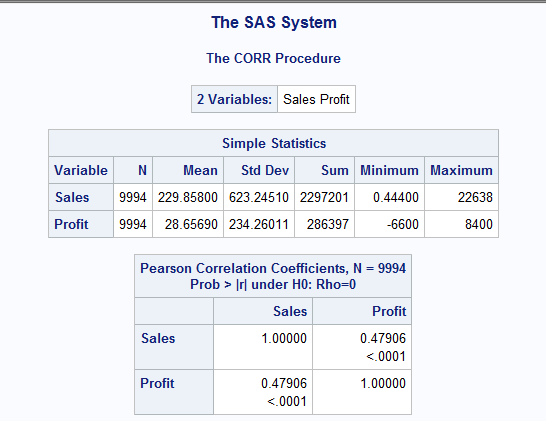 The SAS System
The CORR Procedure
2 Variables: Sales Profit
Simple Statistics
Variable N Mean Std Dev Sum Minimum Maximum
Sales 9994 229.85800 623.24510 2297201 0.44400 22638
Profit 9994 28.65690 234.26011 286397 -6600 8400
Pearson Correlation Coefficients, N = 9994
Prob > |r| under H0: Rho=0
Sales Profit
Sales 1.00000 0.47906
<.0001
Profit 0.47906 1.00000
<.0001